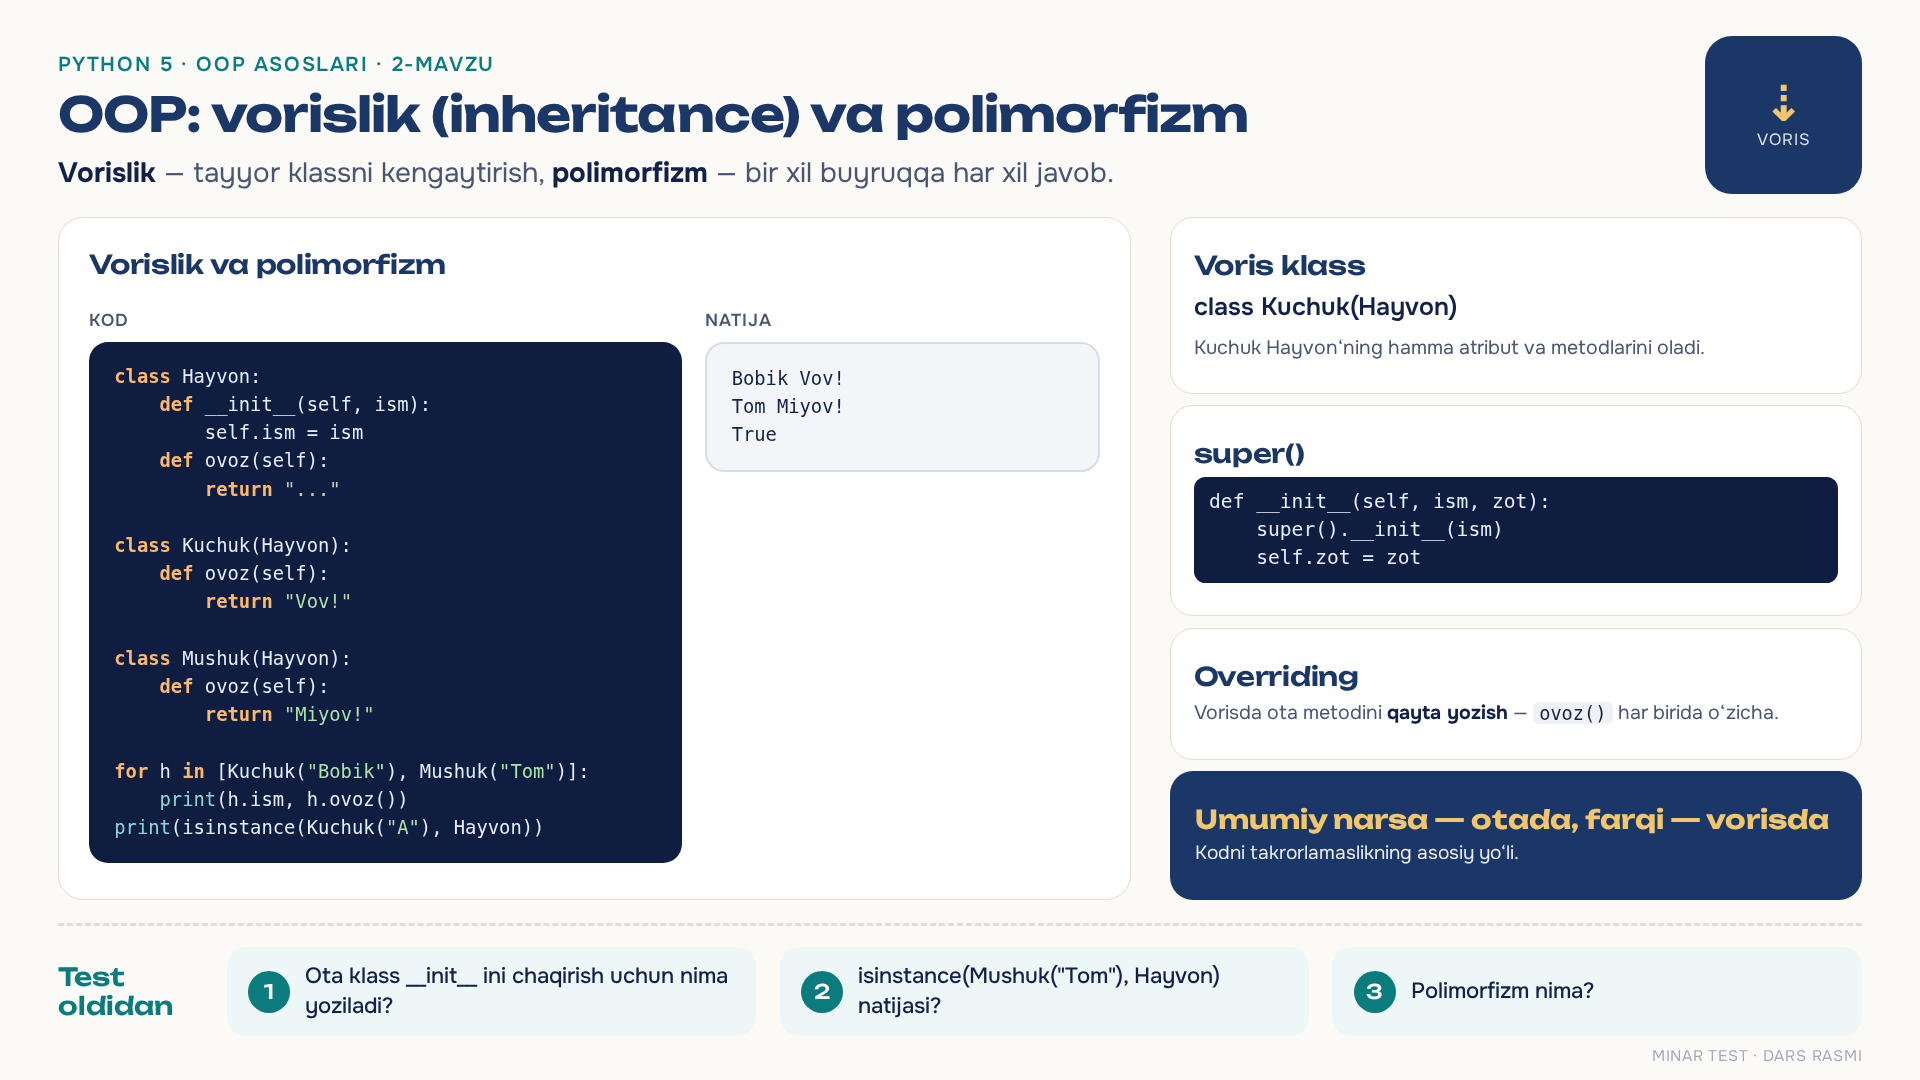 PYTHON 5 · OOP ASOSLARI · 2-MAVZU
OOP: vorislik (inheritance) va polimorfizm
Vorislik — tayyor klassni kengaytirish, polimorfizm — bir xil buyruqqa har xil javob.
⇣
VORIS
Vorislik va polimorfizm
KOD
class Hayvon:
    def __init__(self, ism):
        self.ism = ism
    def ovoz(self):
        return "..."

class Kuchuk(Hayvon):
    def ovoz(self):
        return "Vov!"

class Mushuk(Hayvon):
    def ovoz(self):
        return "Miyov!"

for h in [Kuchuk("Bobik"), Mushuk("Tom")]:
    print(h.ism, h.ovoz())
print(isinstance(Kuchuk("A"), Hayvon))
NATIJA
Bobik Vov!
Tom Miyov!
True
Voris klass
class Kuchuk(Hayvon)
Kuchuk Hayvon‘ning hamma atribut va metodlarini oladi.
super()
def __init__(self, ism, zot):
    super().__init__(ism)
    self.zot = zot
Overriding
Vorisda ota metodini qayta yozish — ovoz() har birida o‘zicha.
Umumiy narsa — otada, farqi — vorisda
Kodni takrorlamaslikning asosiy yo‘li.
Test
oldidan
1 Ota klass __init__ ini chaqirish uchun nima
yoziladi?
2 isinstance(Mushuk("Tom"), Hayvon)
natijasi?
3 Polimorfizm nima?
MINAR TEST · DARS RASMI